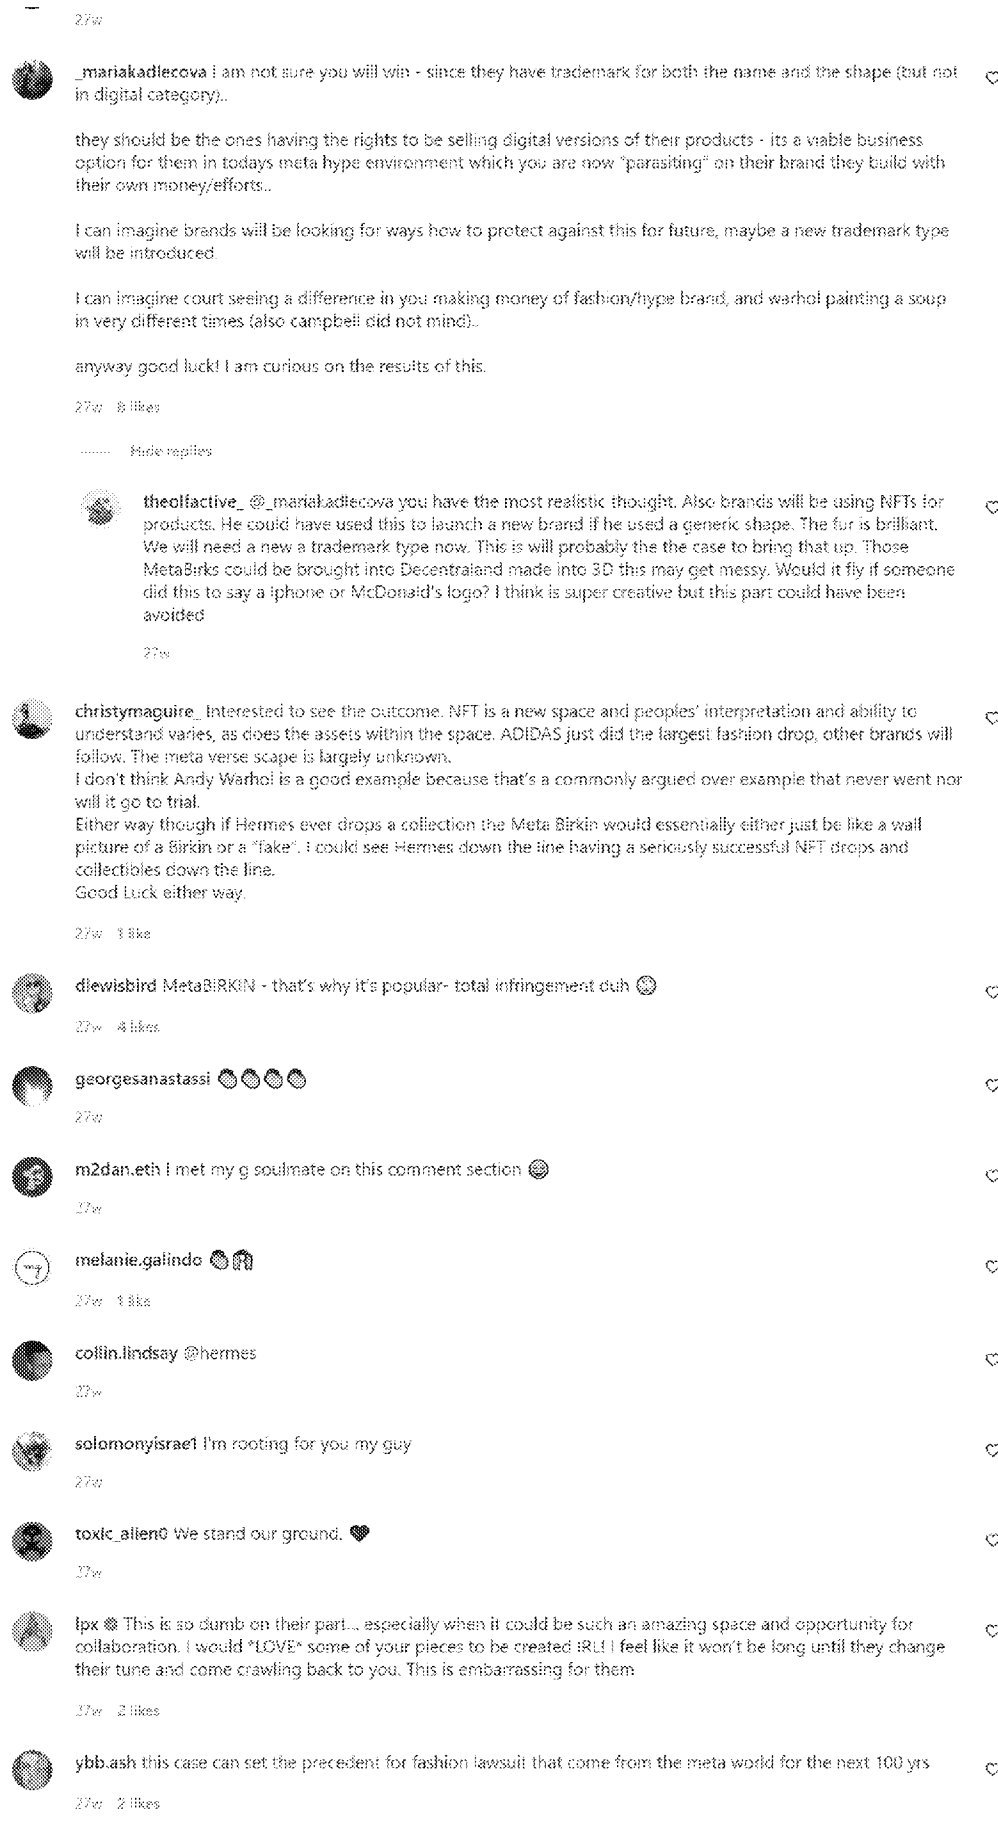 27w
_mariakadlecova I am not sure you will win - since they have trademark for both the name and the shape (but not
in digital category)..
they should be the ones having the rights to be selling digital versions of their products - its a viable business
option for them in todays meta hype environment which you are now "parasiting" on their brand they build with
their own money/efforts..
I can imagine brands will be looking for ways how to protect against this for future, maybe a new trademark type
will be introduced.
I can imagine court seeing a difference in you making money of fashion/hype brand, and warhol painting a soup
in very different times (also campbell did not mind)..
anyway good luck! I am curious on the results of this.
27w 8 likes
Hide replies
theolfactive_ @_mariakadlecova you have the most realistic thought. Also brands will be using NFTs for
products. He could have used this to launch a new brand if he used a generic shape. The fur is brilliant.
We will need a new a trademark type now. This is will probably the the case to bring that up. Those
MetaBirks could be brought into Decentraland made into 3D this may get messy. Would it fly if someone
did this to say a Iphone or McDonald's logo? I think is super creative but this part could have been
avoided
27w
christymaguire_ Interested to see the outcome. NFT is a new space and peoples' interpretation and ability to
understand varies, as does the assets within the space. ADIDAS just did the largest fashion drop, other brands will
follow. The meta verse scape is largely unknown.
I don't think Andy Warhol is a good example because that's a commonly argued over example that never went nor
will it go to trial.
Either way though if Hermes ever drops a collection the Meta Birkin would essentially either just be like a wall
picture of a Birkin or a "fake". I could see Hermes down the line having a seriously successful NFT drops and
collectibles down the line.
Good Luck either way.
27w 1 like
dlewisbird MetaBIRKIN - that's why it's popular- total infringement duh
27w 4 likes
georgesanastassi 👏👏👏👏
27w
m2dan.eth I met my g soulmate on this comment section
27w
melanie.galindo
27w 1 like
collin.lindsay @hermes
27w
solomonyisrae1 I'm rooting for you my guy
27w
toxic_alien0 We stand our ground. 🖤
27w
lpx This is so dumb on their part... especially when it could be such an amazing space and opportunity for
collaboration. I would *LOVE* some of your pieces to be created IRL! I feel like it won't be long until they change
their tune and come crawling back to you. This is embarrassing for them
27w 2 likes
ybb.ash this case can set the precedent for fashion lawsuit that come from the meta world for the next 100 yrs
27w 2 likes